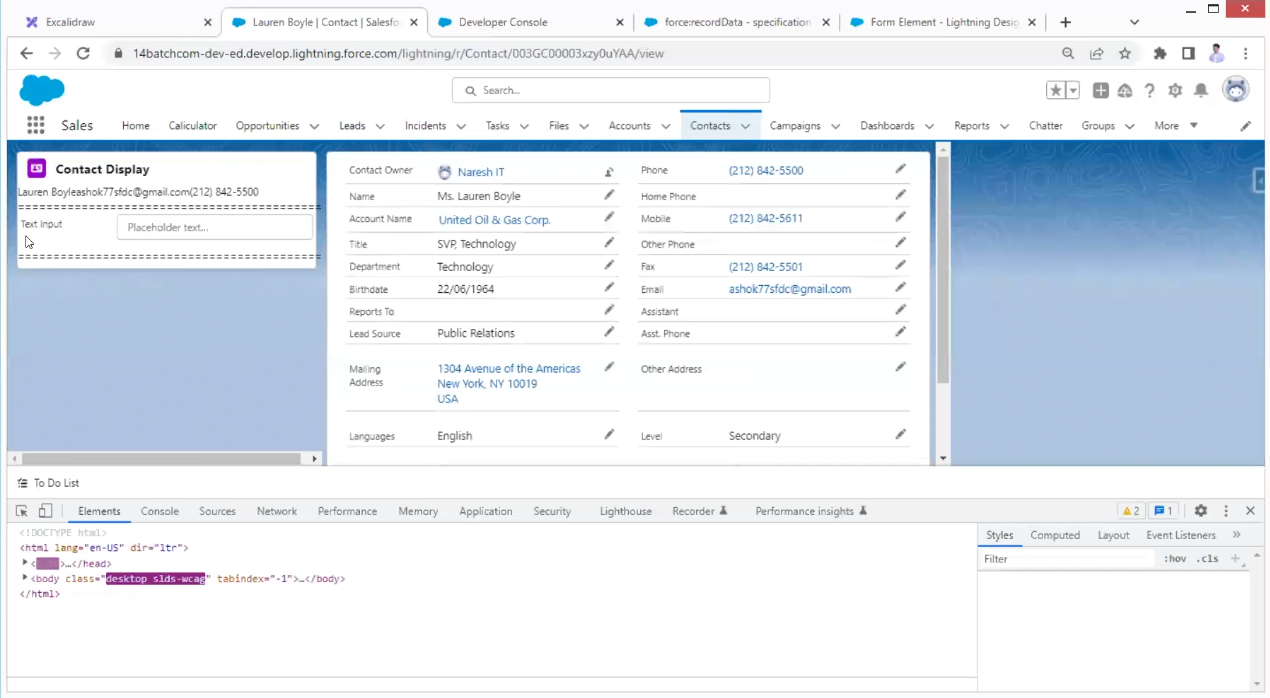 Excalidraw
Lauren Boyle | Contact | Salesfo
Developer Console
force:recordData - specification
Form Element - Lightning Desig
14batchcom-dev-ed.develop.lightning.force.com/lightning/r/Contact/003GC00003xzy0uYAA/view
Search...
Sales
Home
Calculator
Opportunities
Leads
Incidents
Tasks
Files
Accounts
Contacts
Campaigns
Dashboards
Reports
Chatter
Groups
More
Contact Display
Lauren Boyleashok77sfdc@gmail.com(212) 842-5500
Text Input
Placeholder text...
Contact Owner
Naresh IT
Name
Ms. Lauren Boyle
Account Name
United Oil & Gas Corp.
Title
SVP, Technology
Department
Technology
Birthdate
22/06/1964
Reports To
Lead Source
Public Relations
Mailing
Address
1304 Avenue of the Americas
New York, NY 10019
USA
Languages
English
Phone
(212) 842-5500
Home Phone
Mobile
(212) 842-5611
Other Phone
Fax
(212) 842-5501
Email
ashok77sfdc@gmail.com
Assistant
Asst. Phone
Other Address
Level
Secondary
To Do List
Elements
Console
Sources
Network
Performance
Memory
Application
Security
Lighthouse
Recorder
Performance insights
2
1
<!DOCTYPE html>
<html lang="en-US" dir="ltr">
…</head>
<body class="desktop slds-wcag" tabindex="-1">…</body>
</html>
Styles
Computed
Layout
Event Listeners
Filter
:hov
.cls